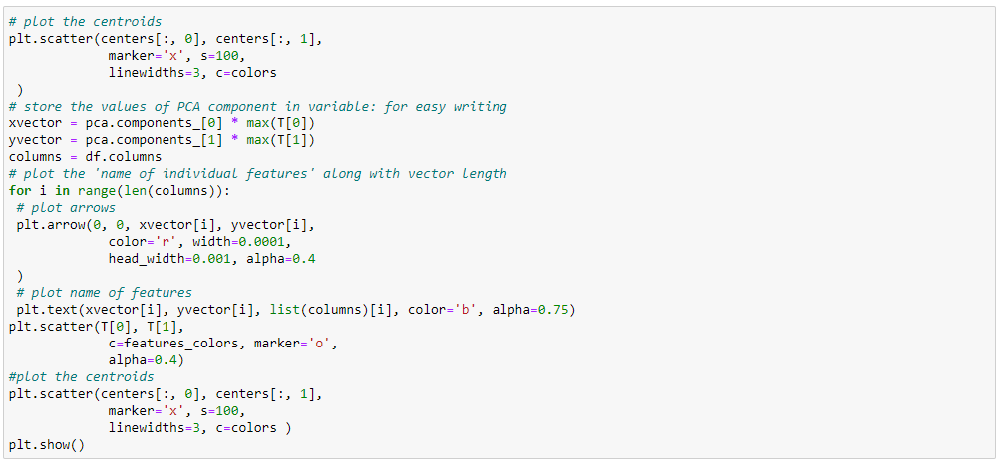 # plot the centroids
plt.scatter(centers[:, 0], centers[:, 1],
            marker='x', s=100,
            linewidths=3, c=colors
 )
# store the values of PCA component in variable: for easy writing
xvector = pca.components_[0] * max(T[0])
yvector = pca.components_[1] * max(T[1])
columns = df.columns
# plot the 'name of individual features' along with vector length
for i in range(len(columns)):
 # plot arrows
 plt.arrow(0, 0, xvector[i], yvector[i],
            color='r', width=0.0001,
            head_width=0.001, alpha=0.4
 )
 # plot name of features
 plt.text(xvector[i], yvector[i], list(columns)[i], color='b', alpha=0.75)
plt.scatter(T[0], T[1],
            c=features_colors, marker='o',
            alpha=0.4)
#plot the centroids
plt.scatter(centers[:, 0], centers[:, 1],
            marker='x', s=100,
            linewidths=3, c=colors )
plt.show()